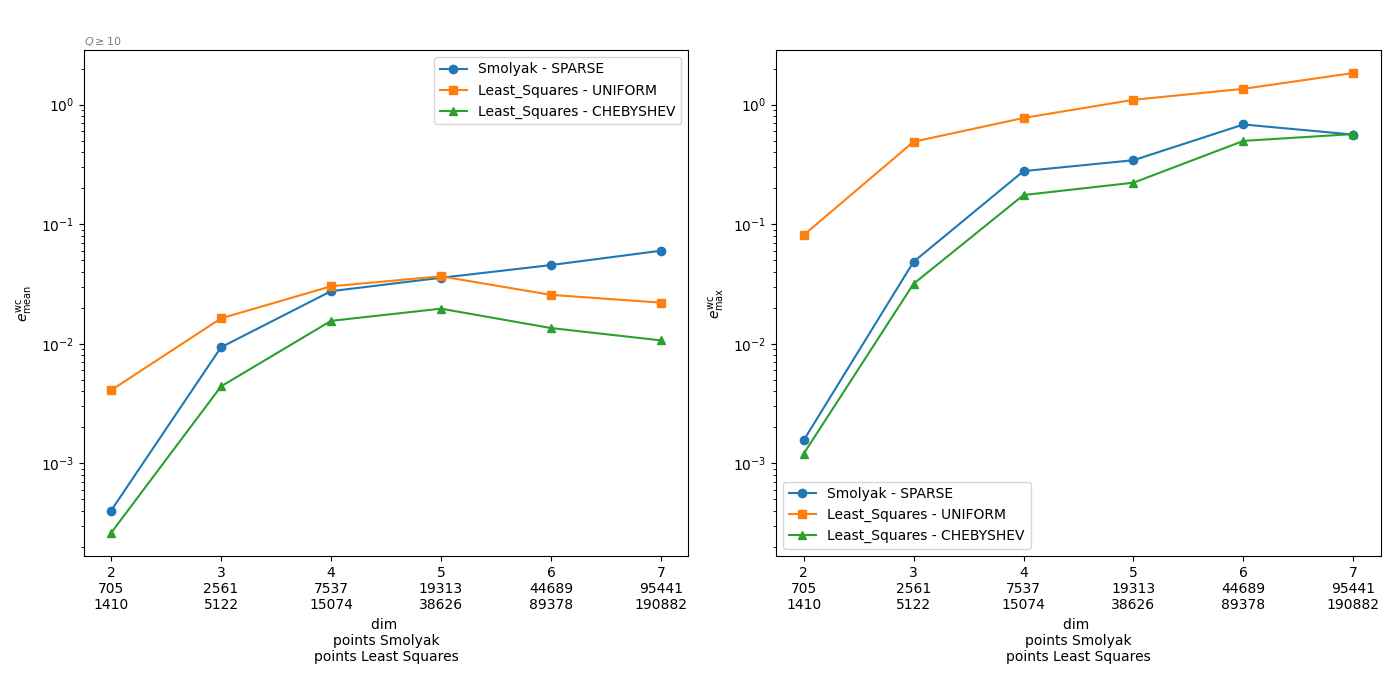 Q ≥ 10
Smolyak - SPARSE
Least_Squares - UNIFORM
Least_Squares - CHEBYSHEV
10⁰
10⁻¹
10⁻²
10⁻³
e^wc_mean
2 3 4 5 6 7
705 2561 7537 19313 44689 95441
1410 5122 15074 38626 89378 190882
dim
points Smolyak
points Least Squares
10⁰
10⁻¹
10⁻²
10⁻³
e^wc_max
Smolyak - SPARSE
Least_Squares - UNIFORM
Least_Squares - CHEBYSHEV
2 3 4 5 6 7
705 2561 7537 19313 44689 95441
1410 5122 15074 38626 89378 190882
dim
points Smolyak
points Least Squares